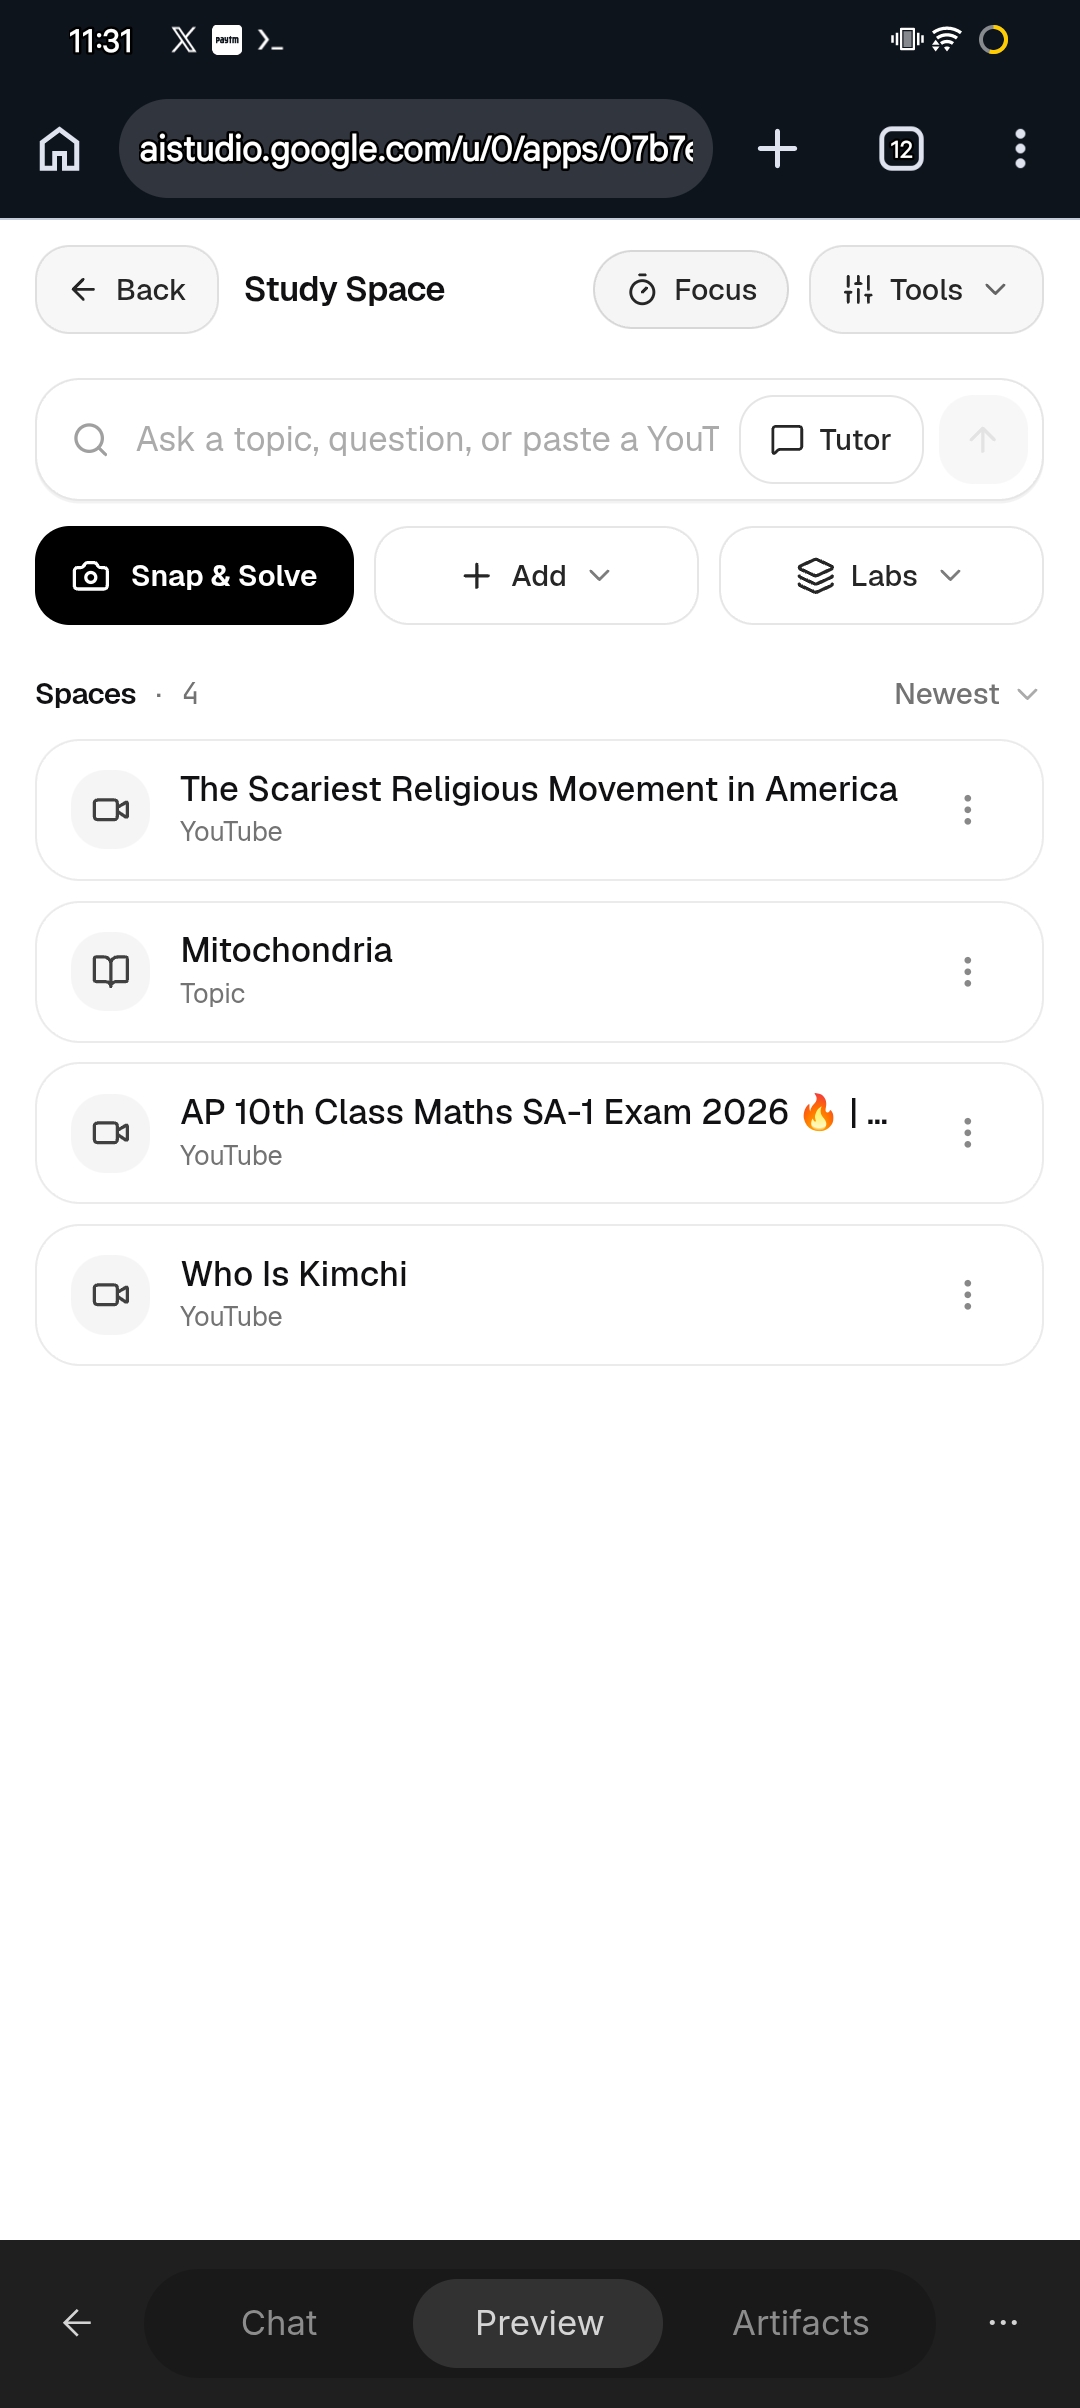 11:31
paytm
aistudio.google.com/u/0/apps/07b7e
12
Back
Study Space
Focus
Tools
Ask a topic, question, or paste a YouT
Tutor
Snap & Solve
Add
Labs
Spaces · 4
Newest
The Scariest Religious Movement in America
YouTube
Mitochondria
Topic
AP 10th Class Maths SA-1 Exam 2026 🔥 | ...
YouTube
Who Is Kimchi
YouTube
Chat
Preview
Artifacts